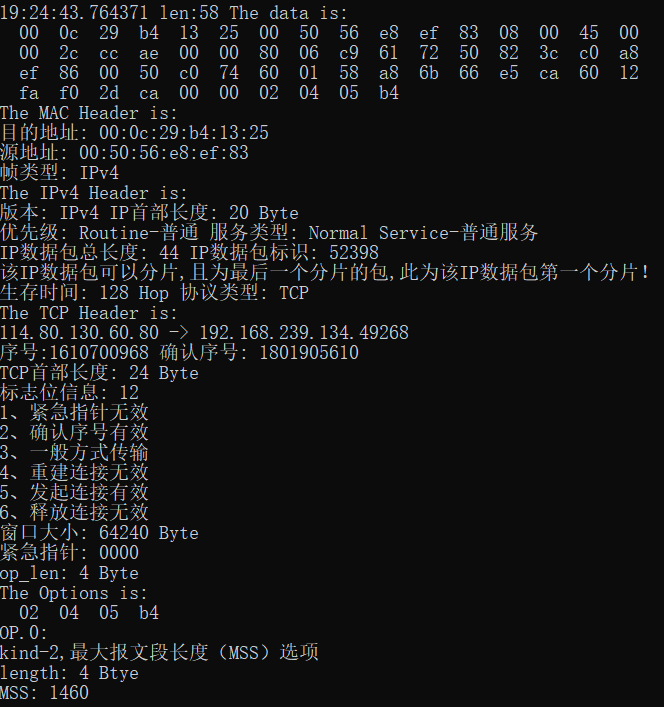 19:24:43.764371 len:58 The data is:
00 0c 29 b4 13 25 00 50 56 e8 ef 83 08 00 45 00
00 2c cc ae 00 00 80 06 c9 61 72 50 82 3c c0 a8
ef 86 00 50 c0 74 60 01 58 a8 6b 66 e5 ca 60 12
fa f0 2d ca 00 00 02 04 05 b4
The MAC Header is:
目的地址: 00:0c:29:b4:13:25
源地址: 00:50:56:e8:ef:83
帧类型: IPv4
The IPv4 Header is:
版本: IPv4 IP首部长度: 20 Byte
优先级: Routine-普通 服务类型: Normal Service-普通服务
IP数据包总长度: 44 IP数据包标识: 52398
该IP数据包可以分片,且为最后一个分片的包,此为该IP数据包第一个分片!
生存时间: 128 Hop 协议类型: TCP
The TCP Header is:
114.80.130.60.80 -> 192.168.239.134.49268
序号:1610700968 确认序号: 1801905610
TCP首部长度: 24 Byte
标志位信息: 12
1、紧急指针无效
2、确认序号有效
3、一般方式传输
4、重建连接无效
5、发起连接有效
6、释放连接无效
窗口大小: 64240 Byte
紧急指针: 0000
op_len: 4 Byte
The Options is:
02 04 05 b4
OP.0:
kind-2,最大报文段长度（MSS）选项
length: 4 Btye
MSS: 1460